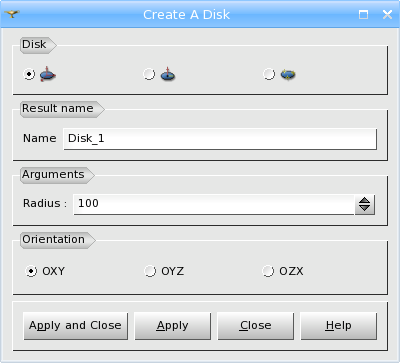 Create A Disk
Disk
Result name
Name Disk_1
Arguments
Radius : 100
Orientation
OXY OYZ OZX
Apply and Close Apply Close Help